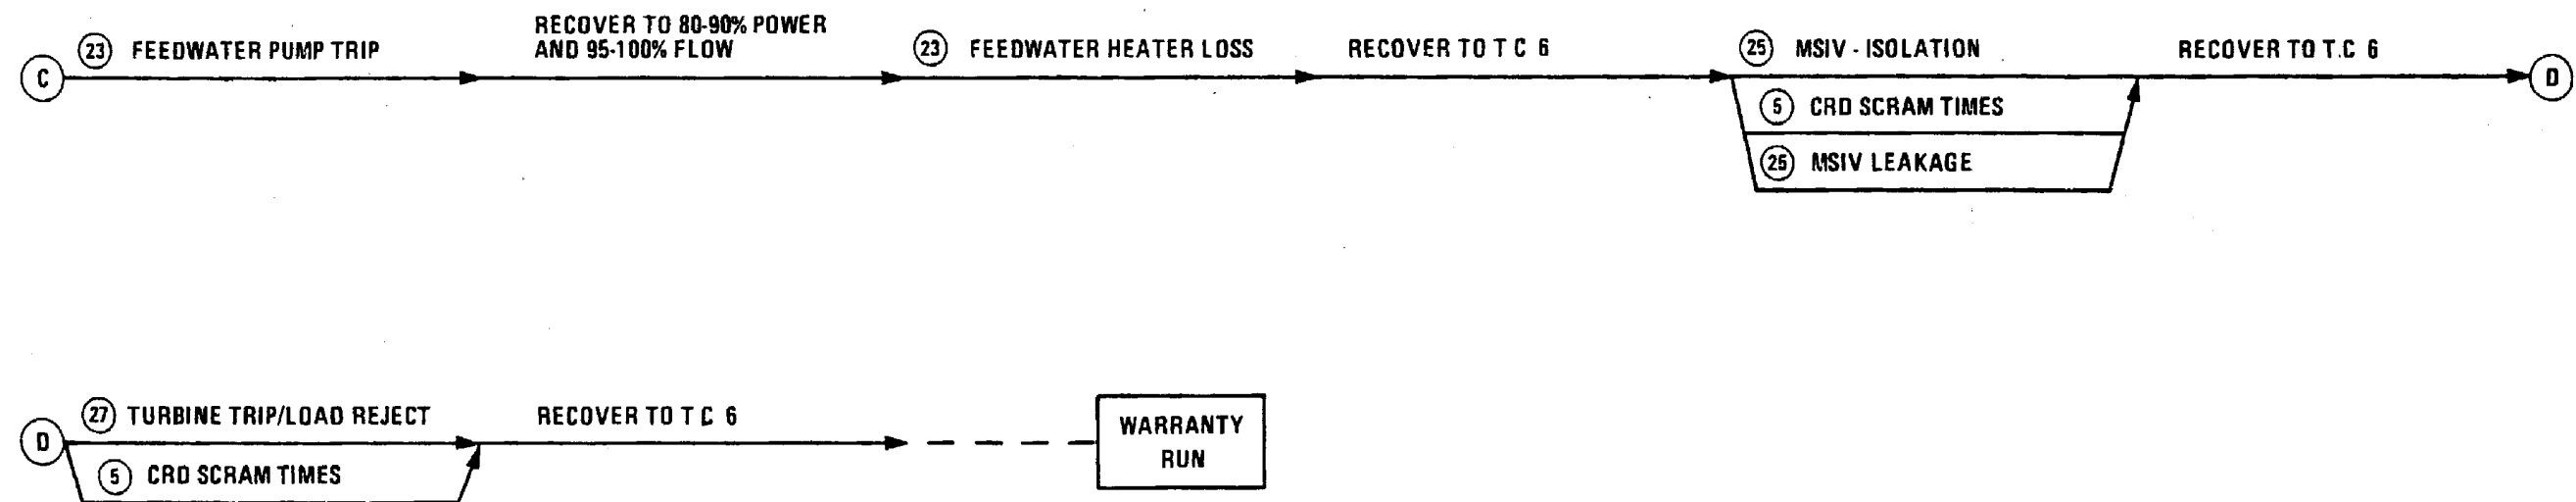 C
23 FEEDWATER PUMP TRIP
RECOVER TO 80-90% POWER
AND 95-100% FLOW
23 FEEDWATER HEATER LOSS
RECOVER TO T C 6
25 MSIV - ISOLATION
RECOVER TO T.C 6
D
5 CRD SCRAM TIMES
25 MSIV LEAKAGE
D
27 TURBINE TRIP/LOAD REJECT
RECOVER TO T C 6
5 CRD SCRAM TIMES
WARRANTY
RUN